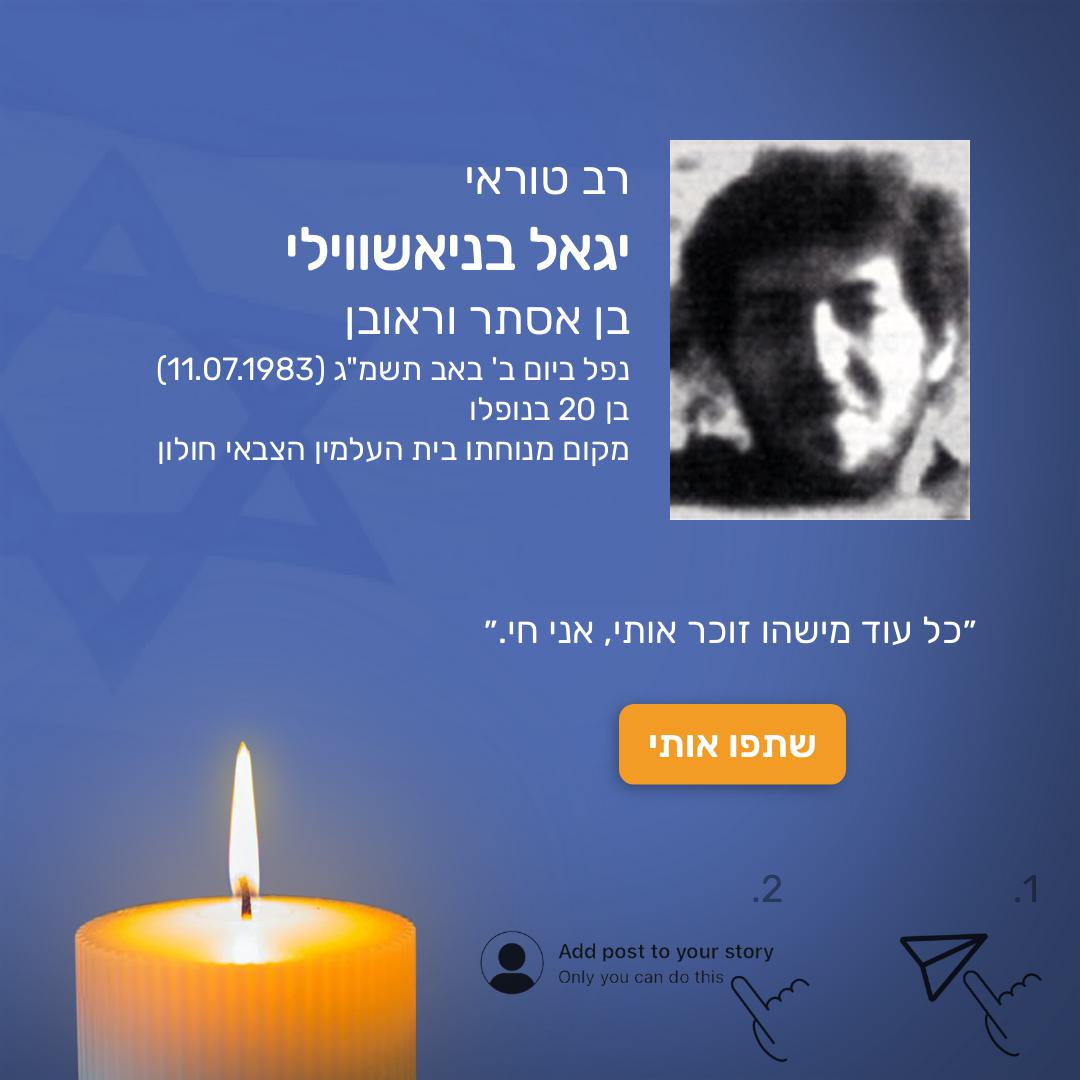 רב טוראי
יגאל בניאשווילי
בן אסתר וראובן
נפל ביום ב' באב תשמ"ג (11.07.1983)
בן 20 בנופלו
מקום מנוחתו בית העלמין הצבאי חולון
״כל עוד מישהו זוכר אותי, אני חי.״
שתפו אותי
.1
.2
Add post to your story
Only you can do this